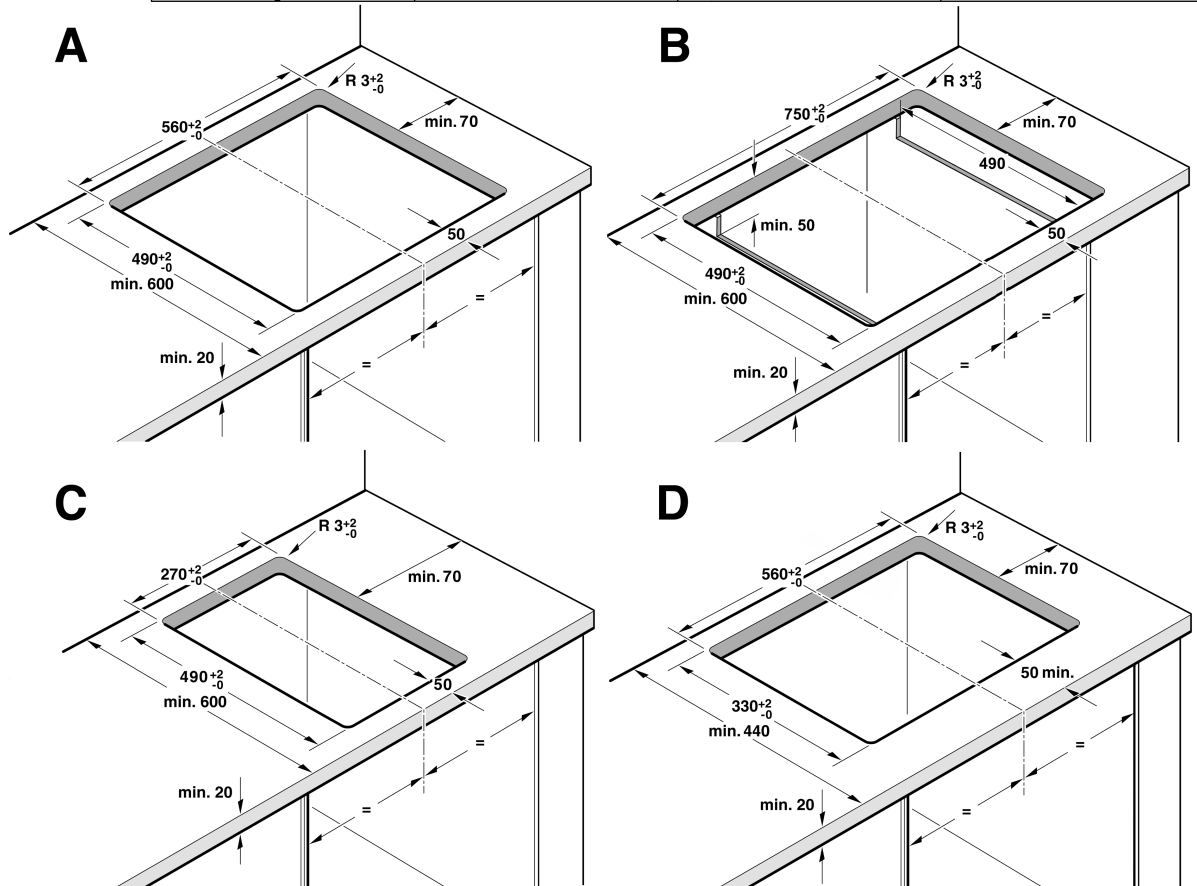 A
R 3+2-0
560+2-0
min. 70
50
490+2-0
min. 600
=
min. 20
=
B
R 3+2-0
750+2-0
min. 70
490
min. 50
50
490+2-0
min. 600
=
min. 20
=
C
R 3+2-0
270+2-0
min. 70
490+2-0
50
min. 600
=
min. 20
=
D
R 3+2-0
560+2-0
min. 70
50 min.
330+2-0
min. 440
=
min. 20
=